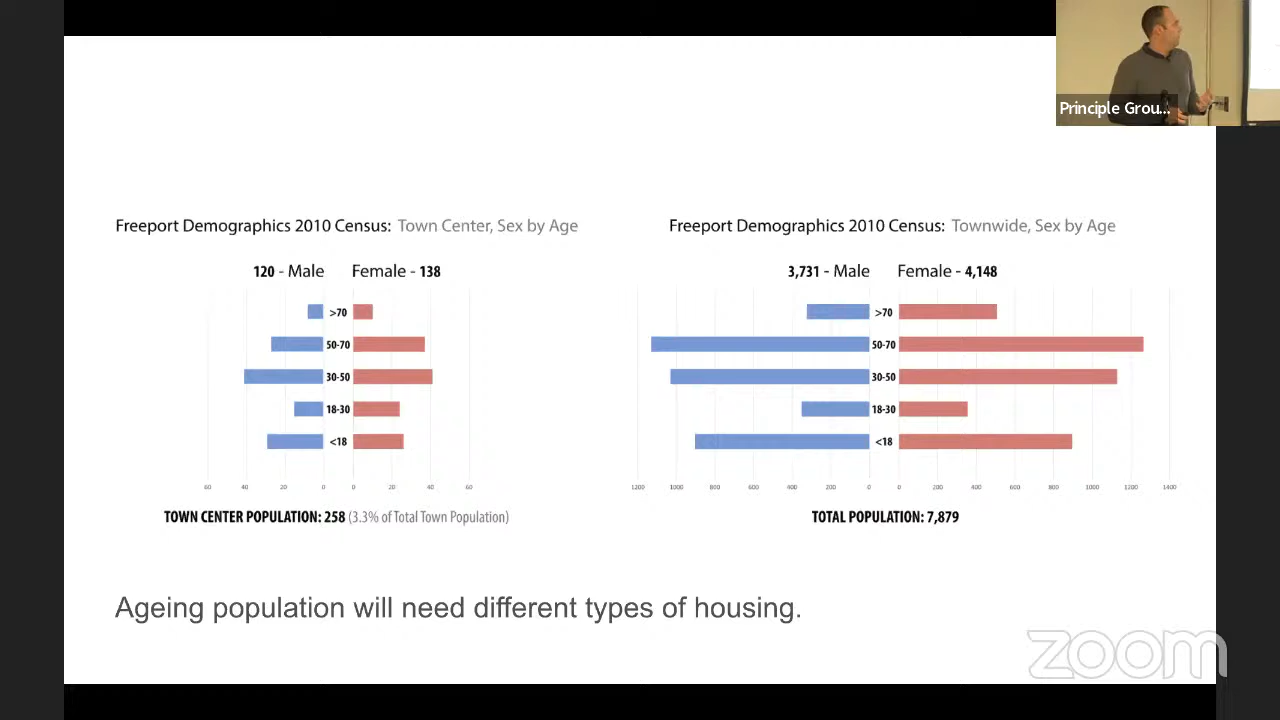 Principle Grou...
Freeport Demographics 2010 Census: Town Center, Sex by Age
120 - Male Female - 138
>70
50-70
30-50
18-30
<18
60 40 20 0 0 20 40 60
TOWN CENTER POPULATION: 258 (3.3% of Total Town Population)
Freeport Demographics 2010 Census: Townwide, Sex by Age
3,731 - Male Female - 4,148
>70
50-70
30-50
18-30
<18
1200 1000 800 600 400 200 0 0 200 400 600 800 1000 1200 1400
TOTAL POPULATION: 7,879
Ageing population will need different types of housing.
zoom